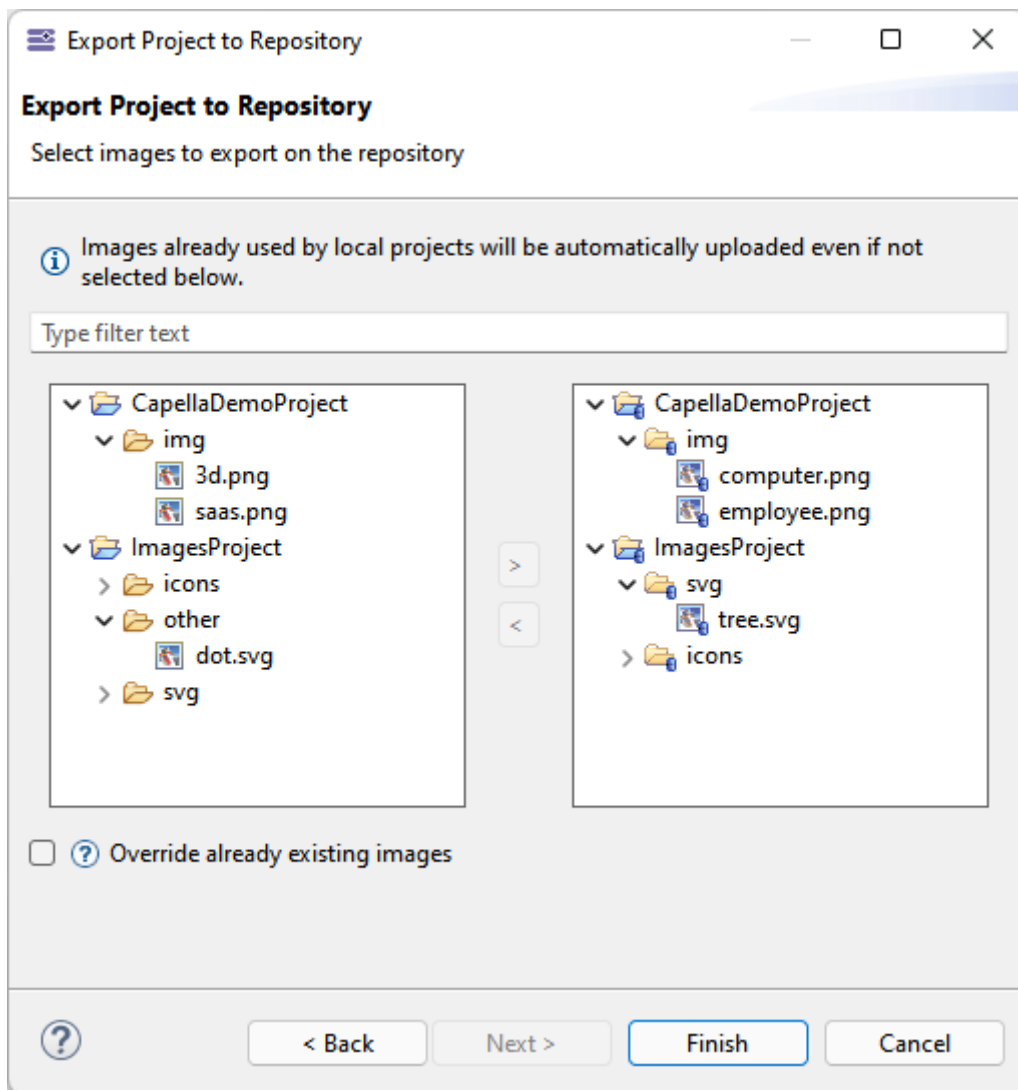 Export Project to Repository
Export Project to Repository
Select images to export on the repository
Images already used by local projects will be automatically uploaded even if not
selected below.
Type filter text
CapellaDemoProject
img
3d.png
saas.png
ImagesProject
icons
other
dot.svg
svg
>
<
CapellaDemoProject
img
computer.png
employee.png
ImagesProject
svg
tree.svg
icons
Override already existing images
< Back
Next >
Finish
Cancel